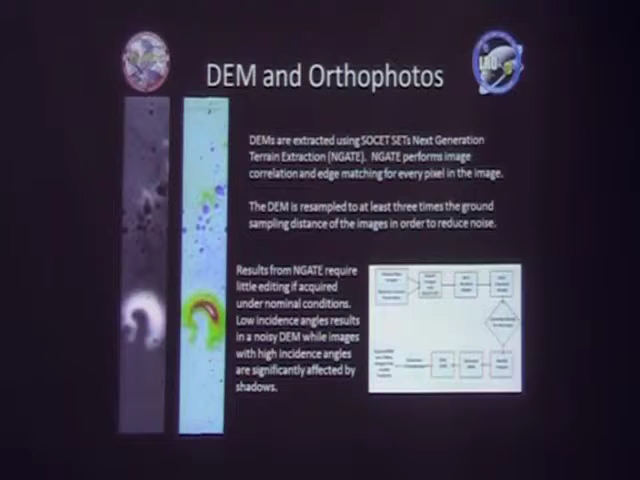 LRO
DEM and Orthophotos
DEMs are extracted using SOCET SETs Next Generation
Terrain Extraction (NGATE). NGATE performs image
correlation and edge matching for every pixel in the image.
The DEM is resampled to at least three times the ground
sampling distance of the images in order to reduce noise.
Results from NGATE require
little editing if acquired
under nominal conditions.
Low incidence angles results
in a noisy DEM while images
with high incidence angles
are significantly affected by
shadows.